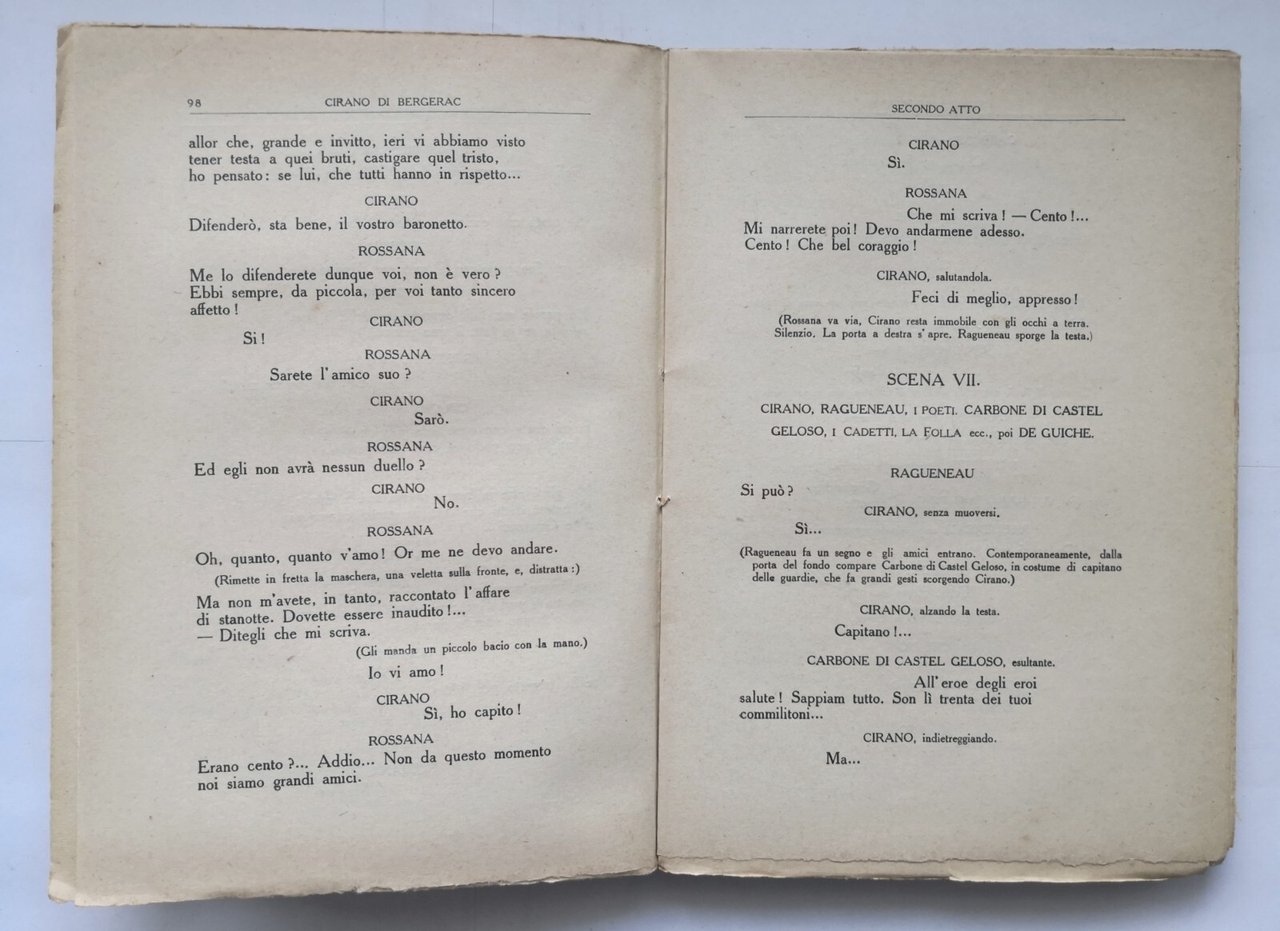 98
CIRANO DI BERGERAC
allor che, grande e invitto, ieri vi abbiamo visto
tener testa a quei bruti, castigare quel tristo,
ho pensato: se lui, che tutti hanno in rispetto...
CIRANO
Difenderò, sta bene, il vostro baronetto.
ROSSANA
Me lo difenderete dunque voi, non è vero?
Ebbi sempre, da piccola, per voi tanto sincero
affetto!
CIRANO
Si!
ROSSANA
Sarete l'amico suo?
CIRANO
Sarò.
ROSSANA
Ed egli non avrà nessun duello?
CIRANO
No.
ROSSANA
Oh, quanto, quanto v'amo! Or me ne devo andare.
(Rimette in fretta la maschera, una veletta sulla fronte, e, distratta:)
Ma non m'avete, in tanto, raccontato l'affare
di stanotte. Dovette essere inaudito!...
— Ditegli che mi scriva.
(Gli manda un piccolo bacio con la mano.)
Io vi amo!
CIRANO
Sì, ho capito!
ROSSANA
Erano cento?... Addio... Non da questo momento
noi siamo grandi amici.
SECONDO ATTO
CIRANO
Sì.
ROSSANA
Che mi scriva! — Cento!...
Mi narrerete poi! Devo andarmene adesso.
Cento! Che bel coraggio!
CIRANO, salutandola.
Feci di meglio, appresso!
(Rossana va via, Cirano resta immobile con gli occhi a terra.
Silenzio. La porta a destra s'apre. Ragueneau sporge la testa.)
SCENA VII.
CIRANO, RAGUENEAU, I POETI. CARBONE DI CASTEL
GELOSO, I CADETTI, LA FOLLA ecc., poi DE GUICHE.
RAGUENEAU
Si può?
CIRANO, senza muoversi.
Sì...
(Ragueneau fa un segno e gli amici entrano. Contemporaneamente, dalla
porta del fondo compare Carbone di Castel Geloso, in costume di capitano
delle guardie, che fa grandi gesti scorgendo Cirano.)
CIRANO, alzando la testa.
Capitano!...
CARBONE DI CASTEL GELOSO, esultante.
All'eroe degli eroi
salute! Sappiam tutto. Son lì trenta dei tuoi
commilitoni...
CIRANO, indietreggiando.
Ma...